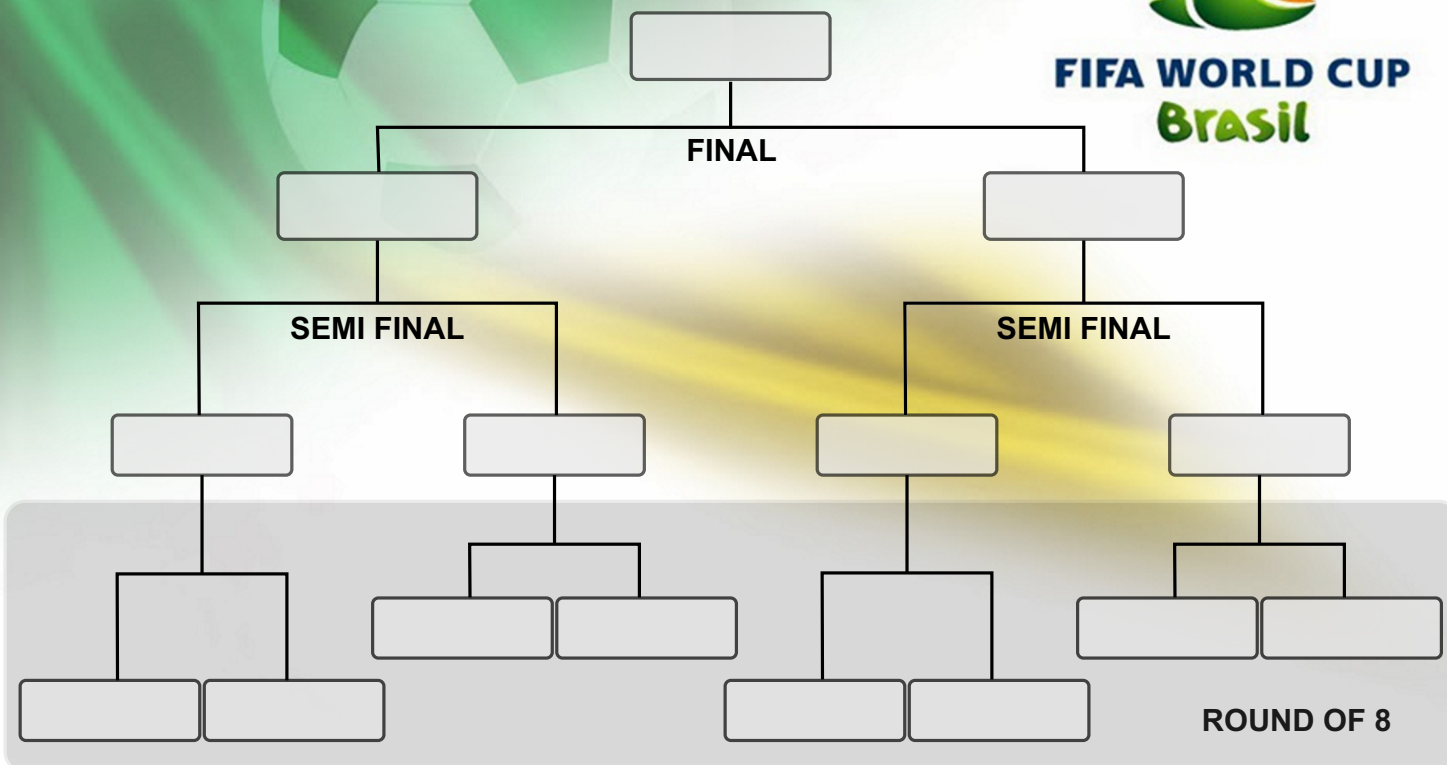 FIFA WORLD CUP
Brasil
FINAL
SEMI FINAL
SEMI FINAL
ROUND OF 8